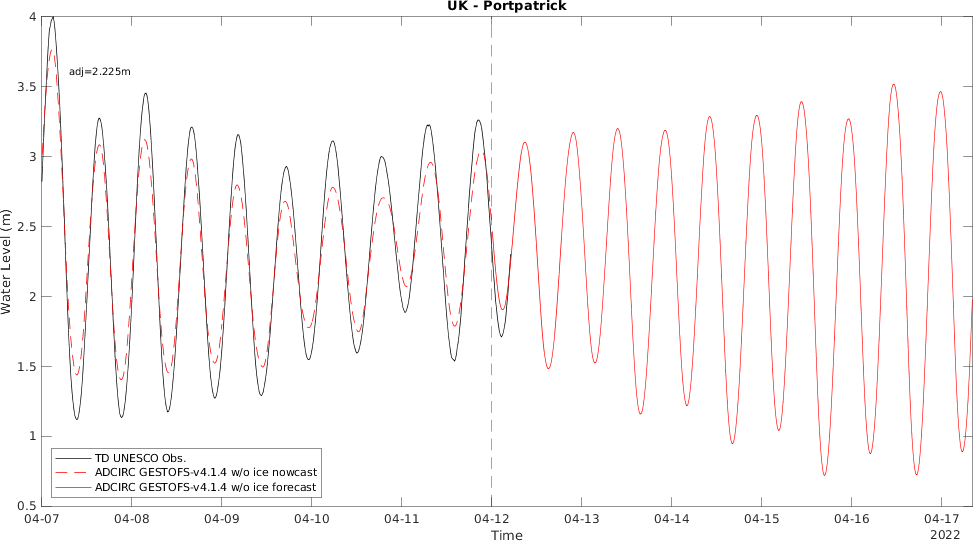 UK - Portpatrick
4
adj=2.225m
3.5
3
2.5
Water Level (m)
2
1.5
1
TD UNESCO Obs.
ADCIRC GESTOFS-v4.1.4 w/o ice nowcast
ADCIRC GESTOFS-v4.1.4 w/o ice forecast
0.5
04-07 04-08 04-09 04-10 04-11 04-12 04-13 04-14 04-15 04-16 04-17
Time
2022